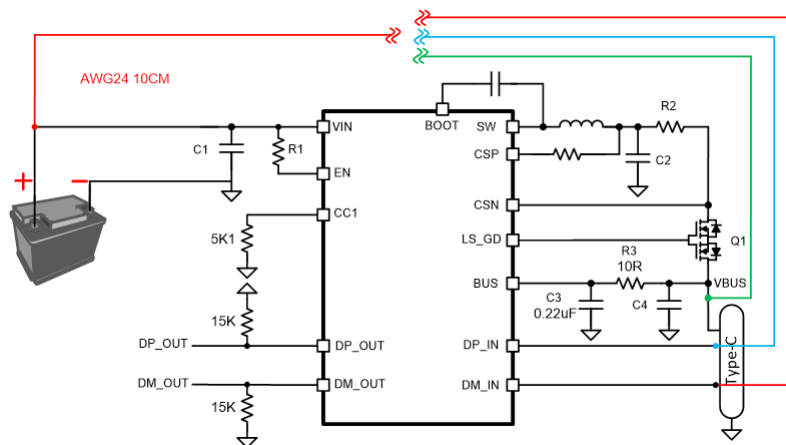 AWG24 10CM
BOOT
VIN
SW
R2
C1
R1
CSP
C2
EN
+
−
CC1
CSN
5K1
LS_GD
Q1
R3
10R
BUS
VBUS
C3
0.22uF
C4
15K
DP_OUT
DP_OUT
DP_IN
Type-C
DM_OUT
DM_OUT
DM_IN
15K